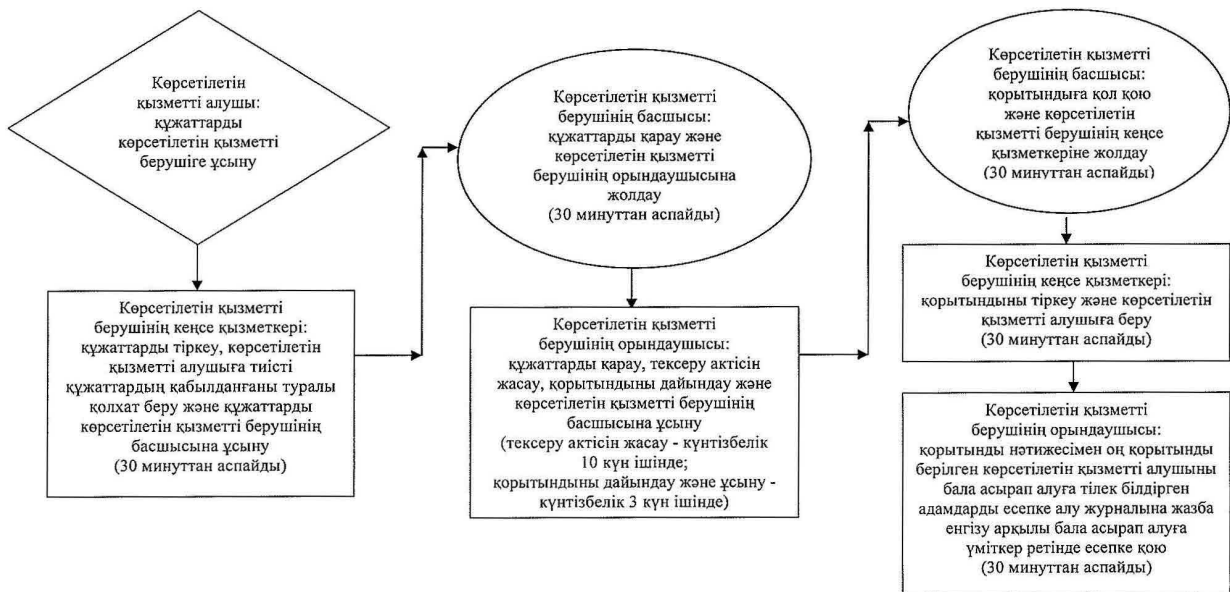 Көрсетілетін
қызметті алушы:
құжаттарды
көрсетілетін қызметті
берушіге ұсыну
Көрсетілетін қызметті
берушінің кеңсе қызметкері:
құжаттарды тіркеу, көрсетілетін
қызметті алушыға тиісті
құжаттардың қабылданғаны туралы
қолхат беру және құжаттарды
көрсетілетін қызметті берушінің
басшысына ұсыну
(30 минуттан аспайды)
Көрсетілетін қызметті
берушінің басшысы:
құжаттарды қарау және
көрсетілетін қызметті
берушінің орындаушысына
жолдау
(30 минуттан аспайды)
Көрсетілетін қызметті
берушінің орындаушысы:
құжаттарды қарау, тексеру актісін
жасау, қорытындыны дайындау және
көрсетілетін қызметті берушінің
басшысына ұсыну
(тексеру актісін жасау - күнтізбелік
10 күн ішінде;
қорытындыны дайындау және ұсыну -
күнтізбелік 3 күн ішінде)
Көрсетілетін қызметті
берушінің басшысы:
қорытындыға қол қою
және көрсетілетін
қызметті берушінің кеңсе
қызметкеріне жолдау
(30 минуттан аспайды)
Көрсетілетін қызметті
берушінің кеңсе қызметкері:
қорытындыны тіркеу және көрсетілетін
қызметті алушыға беру
(30 минуттан аспайды)
Көрсетілетін қызметті
берушінің орындаушысы:
қорытынды нәтижесімен оң қорытынды
берілген көрсетілетін қызметті алушыны
бала асырап алуға тілек білдірген
адамдарды есепке алу журналына жазба
енгізу арқылы бала асырап алуға
үміткер ретінде есепке қою
(30 минуттан аспайды)